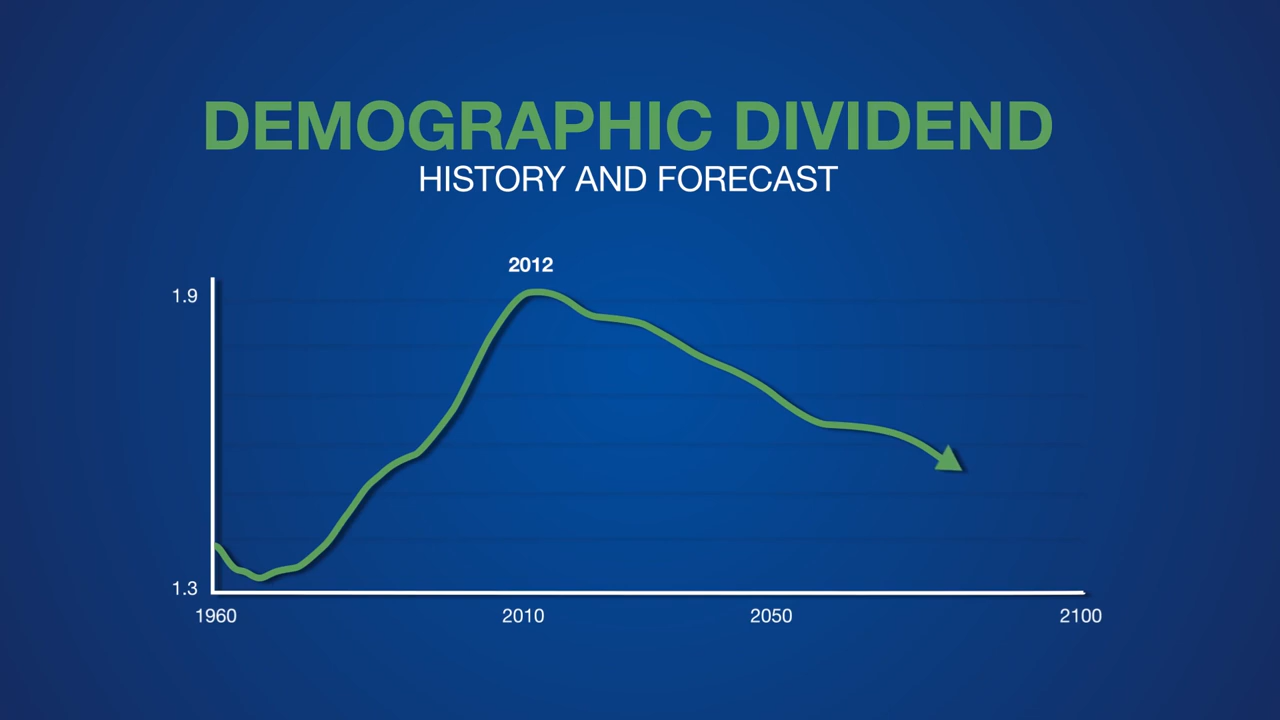 DEMOGRAPHIC DIVIDEND
HISTORY AND FORECAST
2012
1.9
1.3
1960 2010 2050 2100